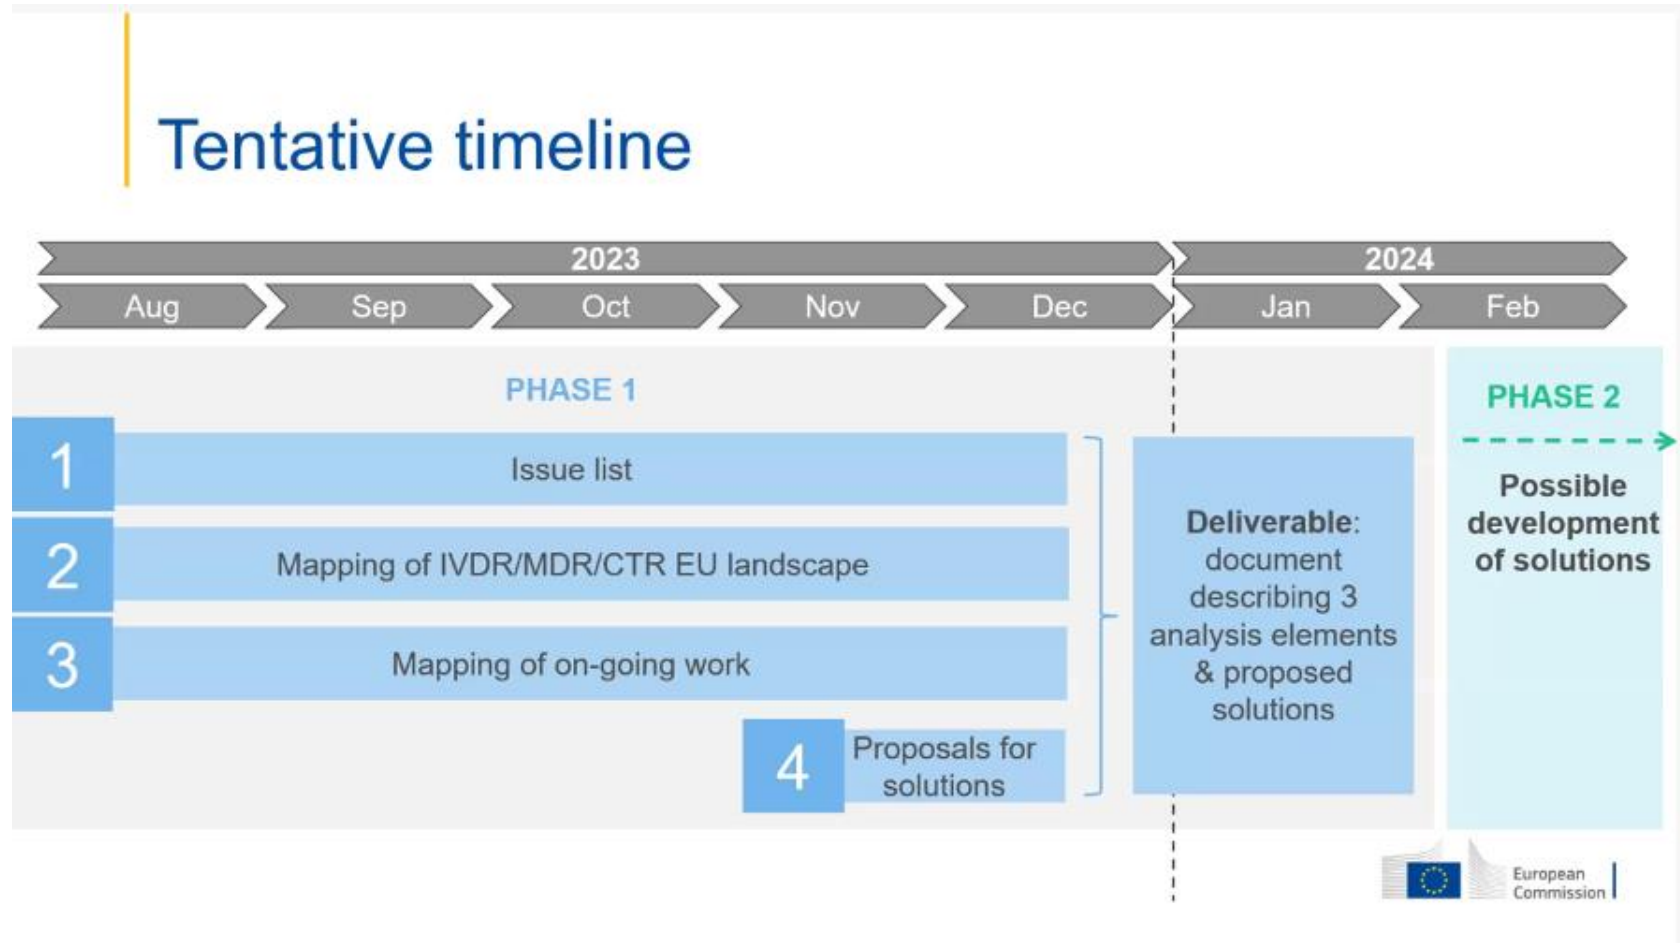 Tentative timeline
2023
2024
Aug
Sep
Oct
Nov
Dec
Jan
Feb
PHASE 1
1
Issue list
2
Mapping of IVDR/MDR/CTR EU landscape
3
Mapping of on-going work
4
Proposals for
solutions
Deliverable:
document
describing 3
analysis elements
& proposed
solutions
PHASE 2
Possible
development
of solutions
European
Commission